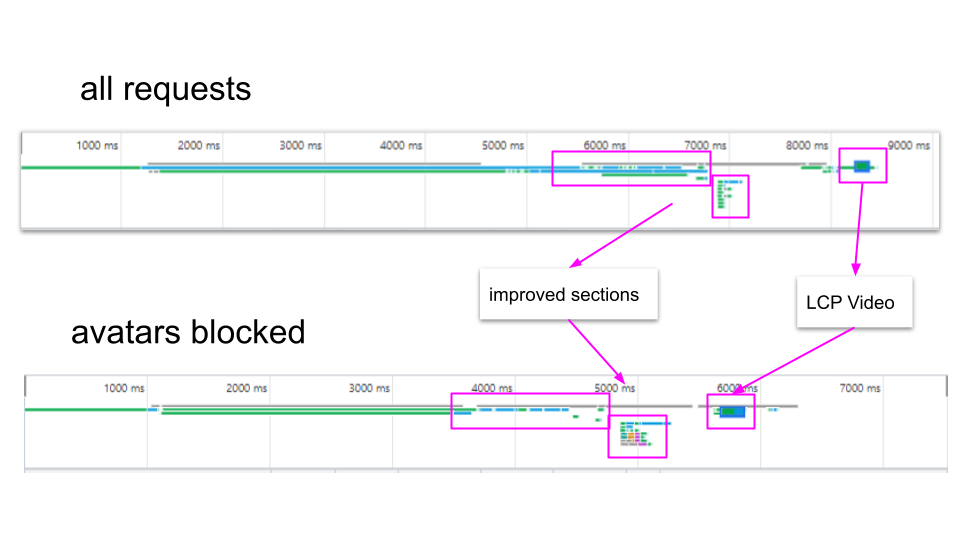 all requests
1000 ms 2000 ms 3000 ms 4000 ms 5000 ms 6000 ms 7000 ms 8000 ms 9000 ms
improved sections
LCP Video
avatars blocked
1000 ms 2000 ms 3000 ms 4000 ms 5000 ms 6000 ms 7000 ms